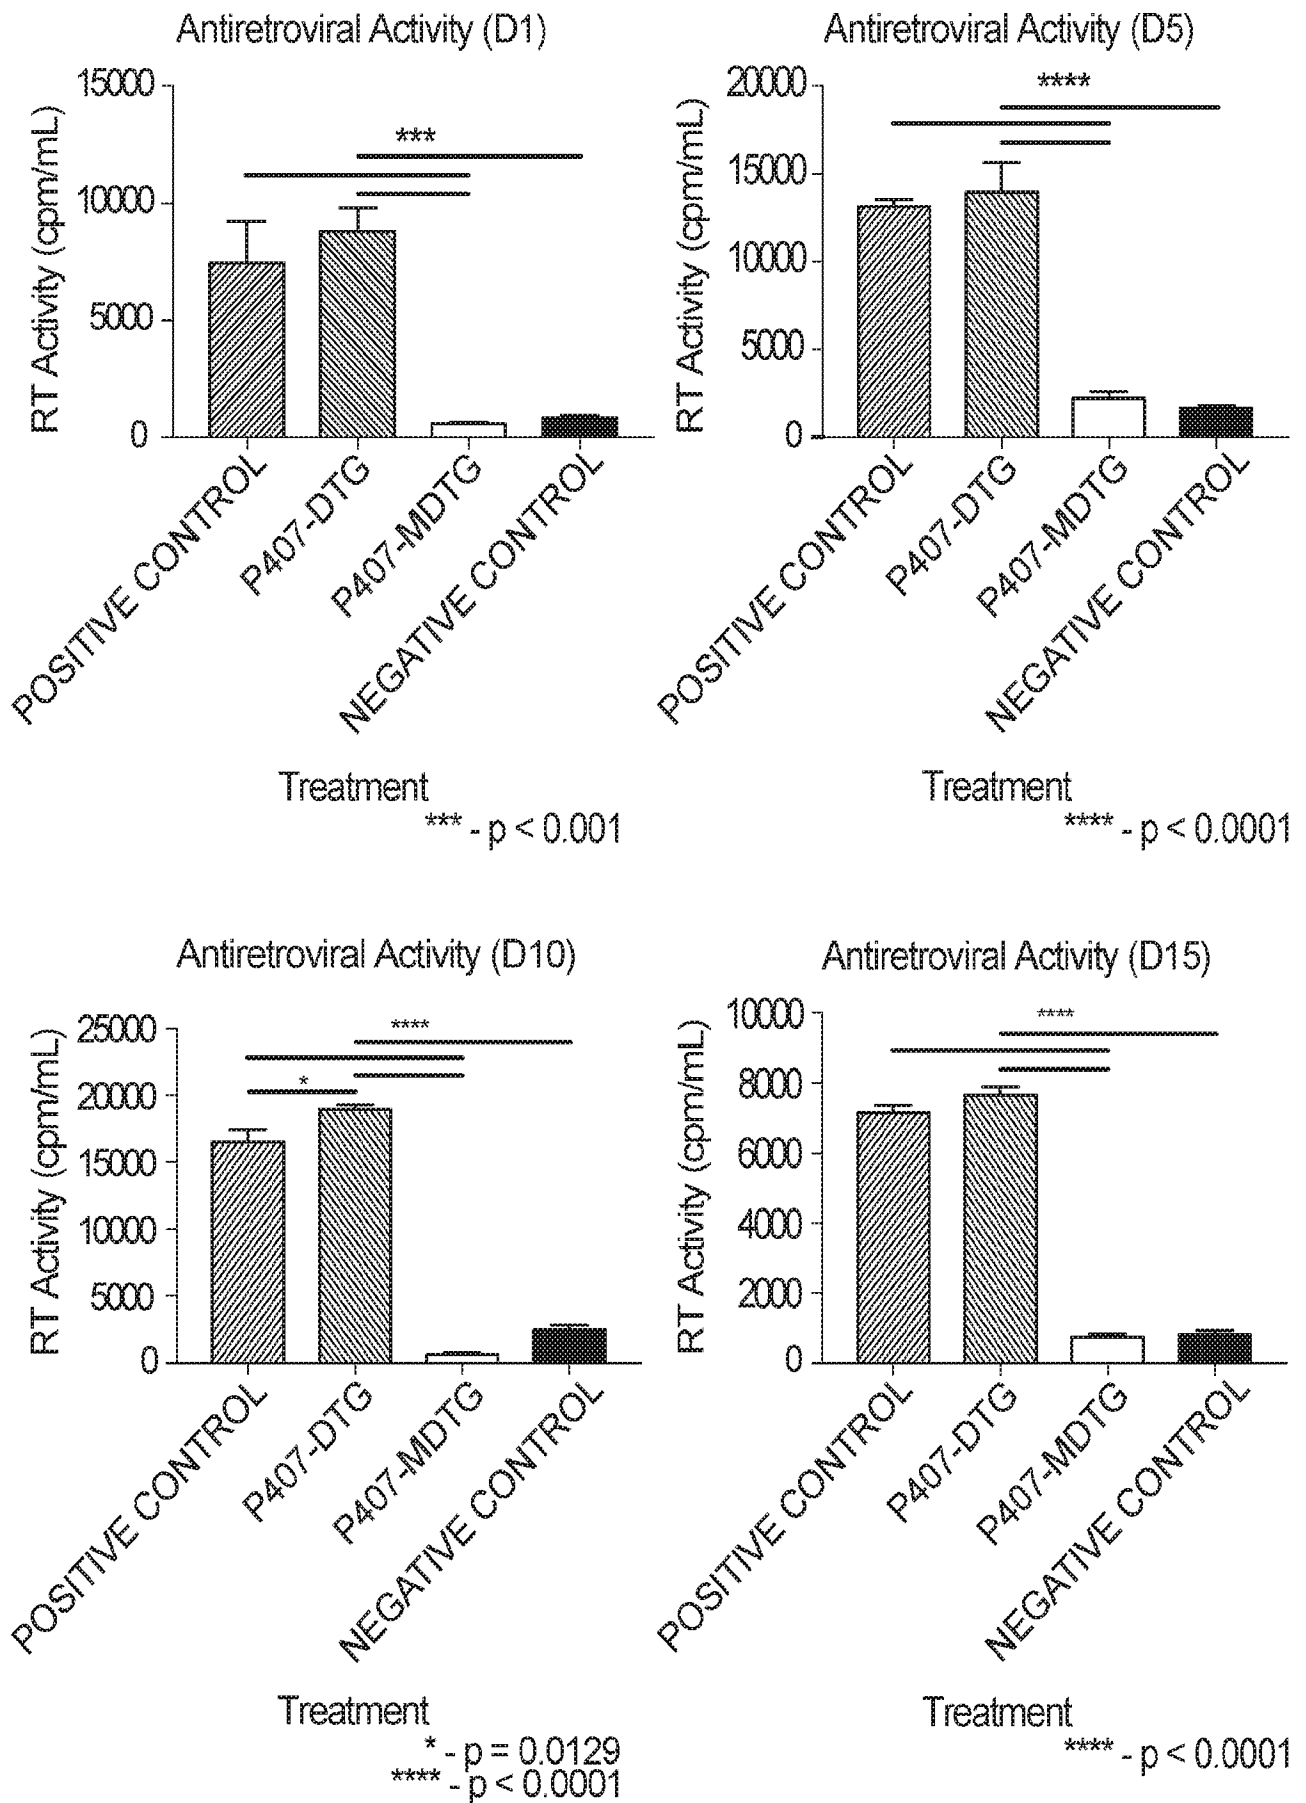 Antiretroviral Activity (D1)
RT Activity (cpm/mL)
15000
10000
5000
0
***
POSITIVE CONTROL
P407-DTG
P407-MDTG
NEGATIVE CONTROL
Treatment
*** - p < 0.001
Antiretroviral Activity (D5)
RT Activity (cpm/mL)
20000
15000
10000
5000
0
****
POSITIVE CONTROL
P407-DTG
P407-MDTG
NEGATIVE CONTROL
Treatment
**** - p < 0.0001
Antiretroviral Activity (D10)
RT Activity (cpm/mL)
25000
20000
15000
10000
5000
0
****
*
POSITIVE CONTROL
P407-DTG
P407-MDTG
NEGATIVE CONTROL
Treatment
* - p = 0.0129
**** - p < 0.0001
Antiretroviral Activity (D15)
RT Activity (cpm/mL)
10000
8000
6000
4000
2000
0
****
POSITIVE CONTROL
P407-DTG
P407-MDTG
NEGATIVE CONTROL
Treatment
**** - p < 0.0001